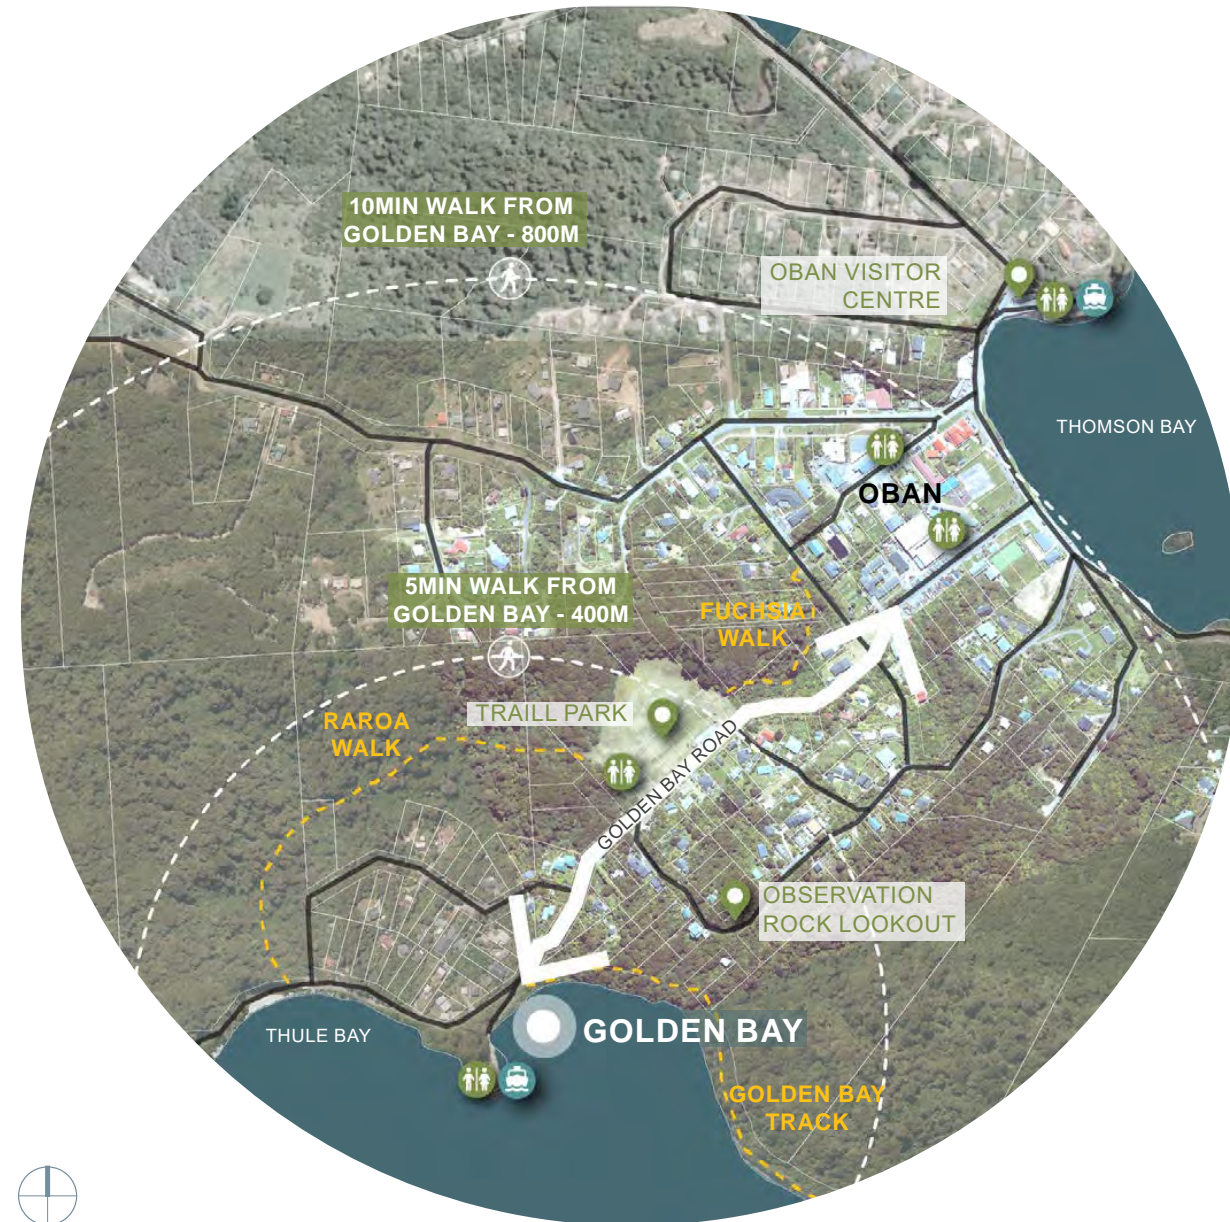 10MIN WALK FROM
GOLDEN BAY - 800M
OBAN VISITOR
CENTRE
THOMSON BAY
OBAN
5MIN WALK FROM
GOLDEN BAY - 400M
FUCHSIA
WALK
TRAILL PARK
RAROA
WALK
GOLDEN BAY ROAD
OBSERVATION
ROCK LOOKOUT
THULE BAY
GOLDEN BAY
GOLDEN BAY
TRACK